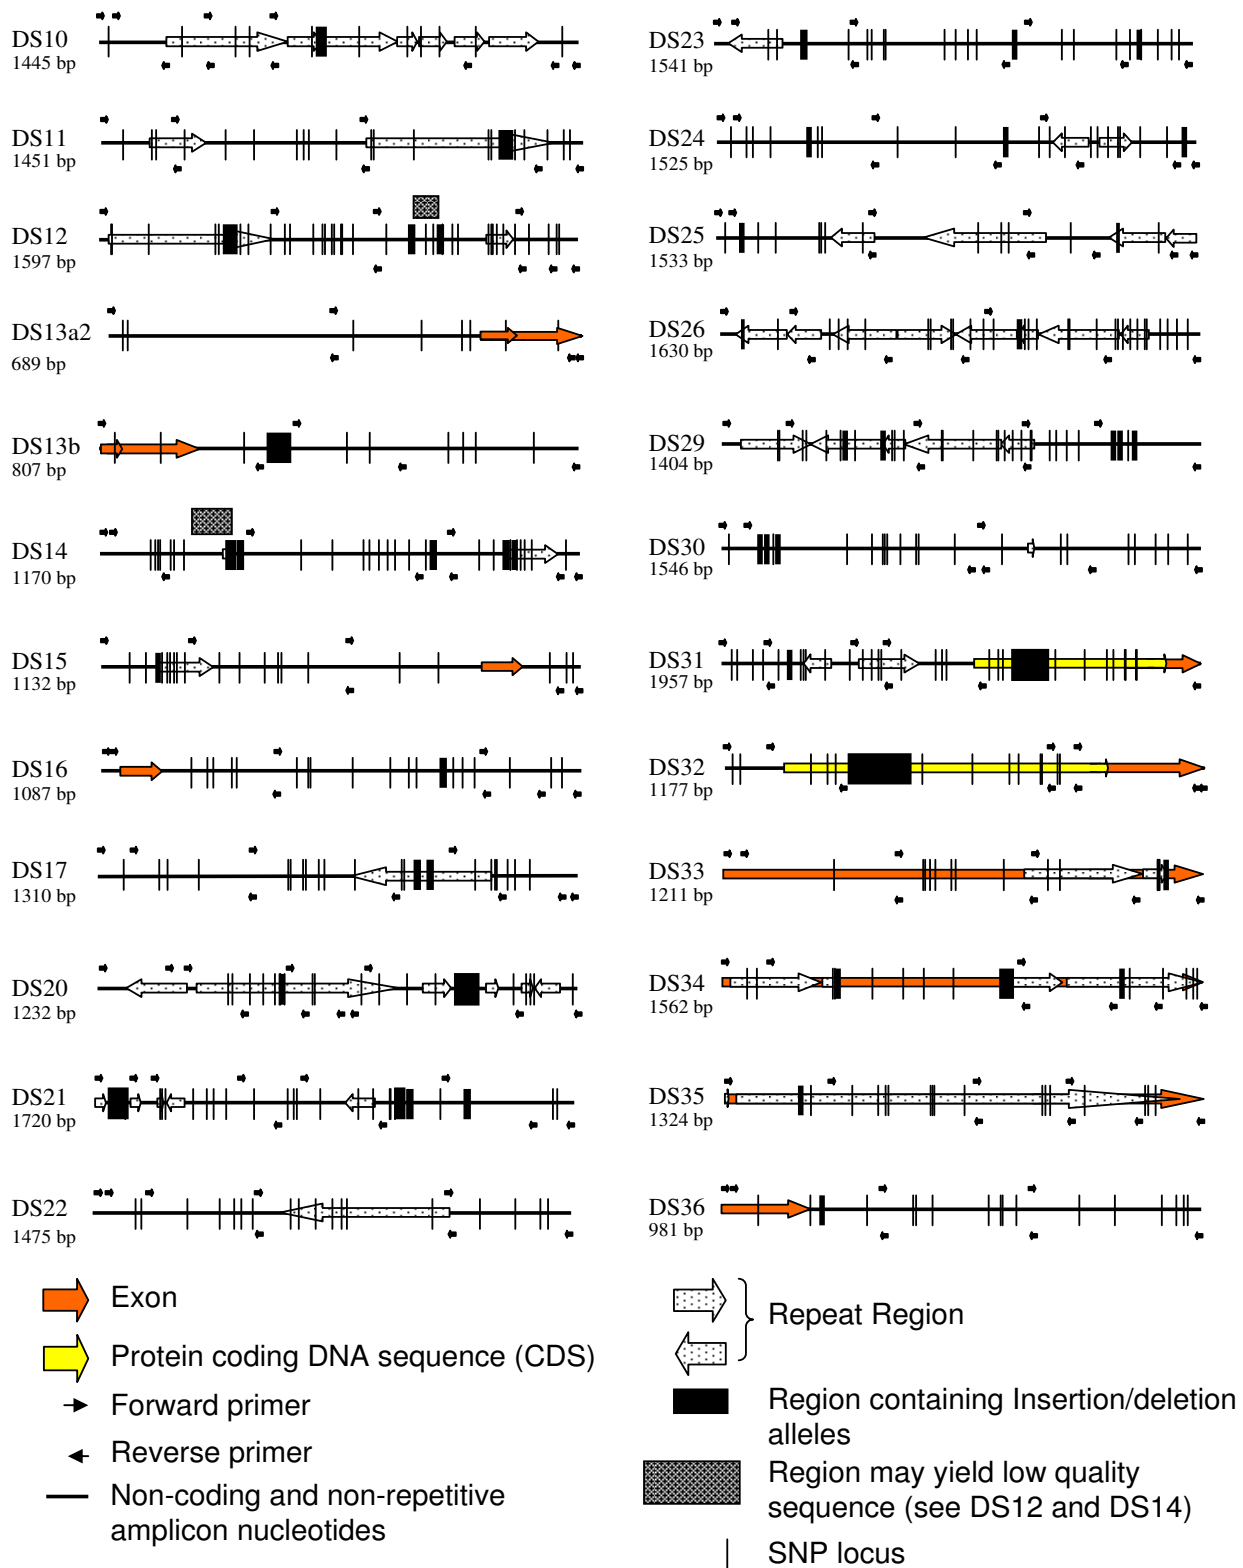 DS10
1445 bp
DS11
1451 bp
DS12
1597 bp
DS13a2
689 bp
DS13b
807 bp
DS14
1170 bp
DS15
1132 bp
DS16
1087 bp
DS17
1310 bp
DS20
1232 bp
DS21
1720 bp
DS22
1475 bp
DS23
1541 bp
DS24
1525 bp
DS25
1533 bp
DS26
1630 bp
DS29
1404 bp
DS30
1546 bp
DS31
1957 bp
DS32
1177 bp
DS33
1211 bp
DS34
1562 bp
DS35
1324 bp
DS36
981 bp
Exon
Protein coding DNA sequence (CDS)
Forward primer
Reverse primer
Non-coding and non-repetitive
amplicon nucleotides
Repeat Region
Region containing Insertion/deletion
alleles
Region may yield low quality
sequence (see DS12 and DS14)
SNP locus